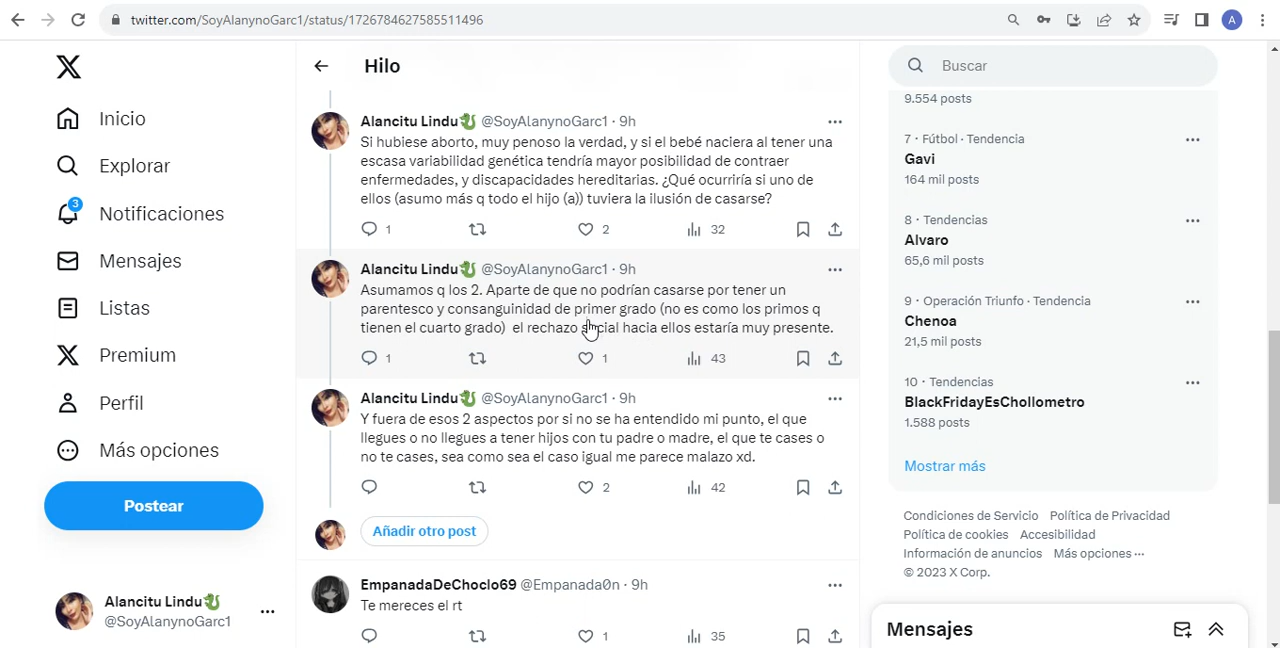 twitter.com/SoyAlanynoGarc1/status/1726784627585511496
A
Inicio
Explorar
3
Notificaciones
Mensajes
Listas
Premium
Perfil
Más opciones
Postear
Alancitu Lindu
@SoyAlanynoGarc1
Hilo
Alancitu Lindu @SoyAlanynoGarc1 · 9h
Si hubiese aborto, muy penoso la verdad, y si el bebé naciera al tener una
escasa variabilidad genética tendría mayor posibilidad de contraer
enfermedades, y discapacidades hereditarias. ¿Qué ocurriría si uno de
ellos (asumo más q todo el hijo (a)) tuviera la ilusión de casarse?
1 2 32
Alancitu Lindu @SoyAlanynoGarc1 · 9h
Asumamos q los 2. Aparte de que no podrían casarse por tener un
parentesco y consanguinidad de primer grado (no es como los primos q
tienen el cuarto grado) el rechazo social hacia ellos estaría muy presente.
1 1 43
Alancitu Lindu @SoyAlanynoGarc1 · 9h
Y fuera de esos 2 aspectos por si no se ha entendido mi punto, el que
llegues o no llegues a tener hijos con tu padre o madre, el que te cases o
no te cases, sea como sea el caso igual me parece malazo xd.
2 42
Añadir otro post
EmpanadaDeChoclo69 @Empanada0n · 9h
Te mereces el rt
1 35
Buscar
9.554 posts
7 · Fútbol · Tendencia
Gavi
164 mil posts
8 · Tendencias
Alvaro
65,6 mil posts
9 · Operación Triunfo · Tendencia
Chenoa
21,5 mil posts
10 · Tendencias
BlackFridayEsChollometro
1.588 posts
Mostrar más
Condiciones de Servicio Política de Privacidad
Política de cookies Accesibilidad
Información de anuncios Más opciones ···
© 2023 X Corp.
Mensajes